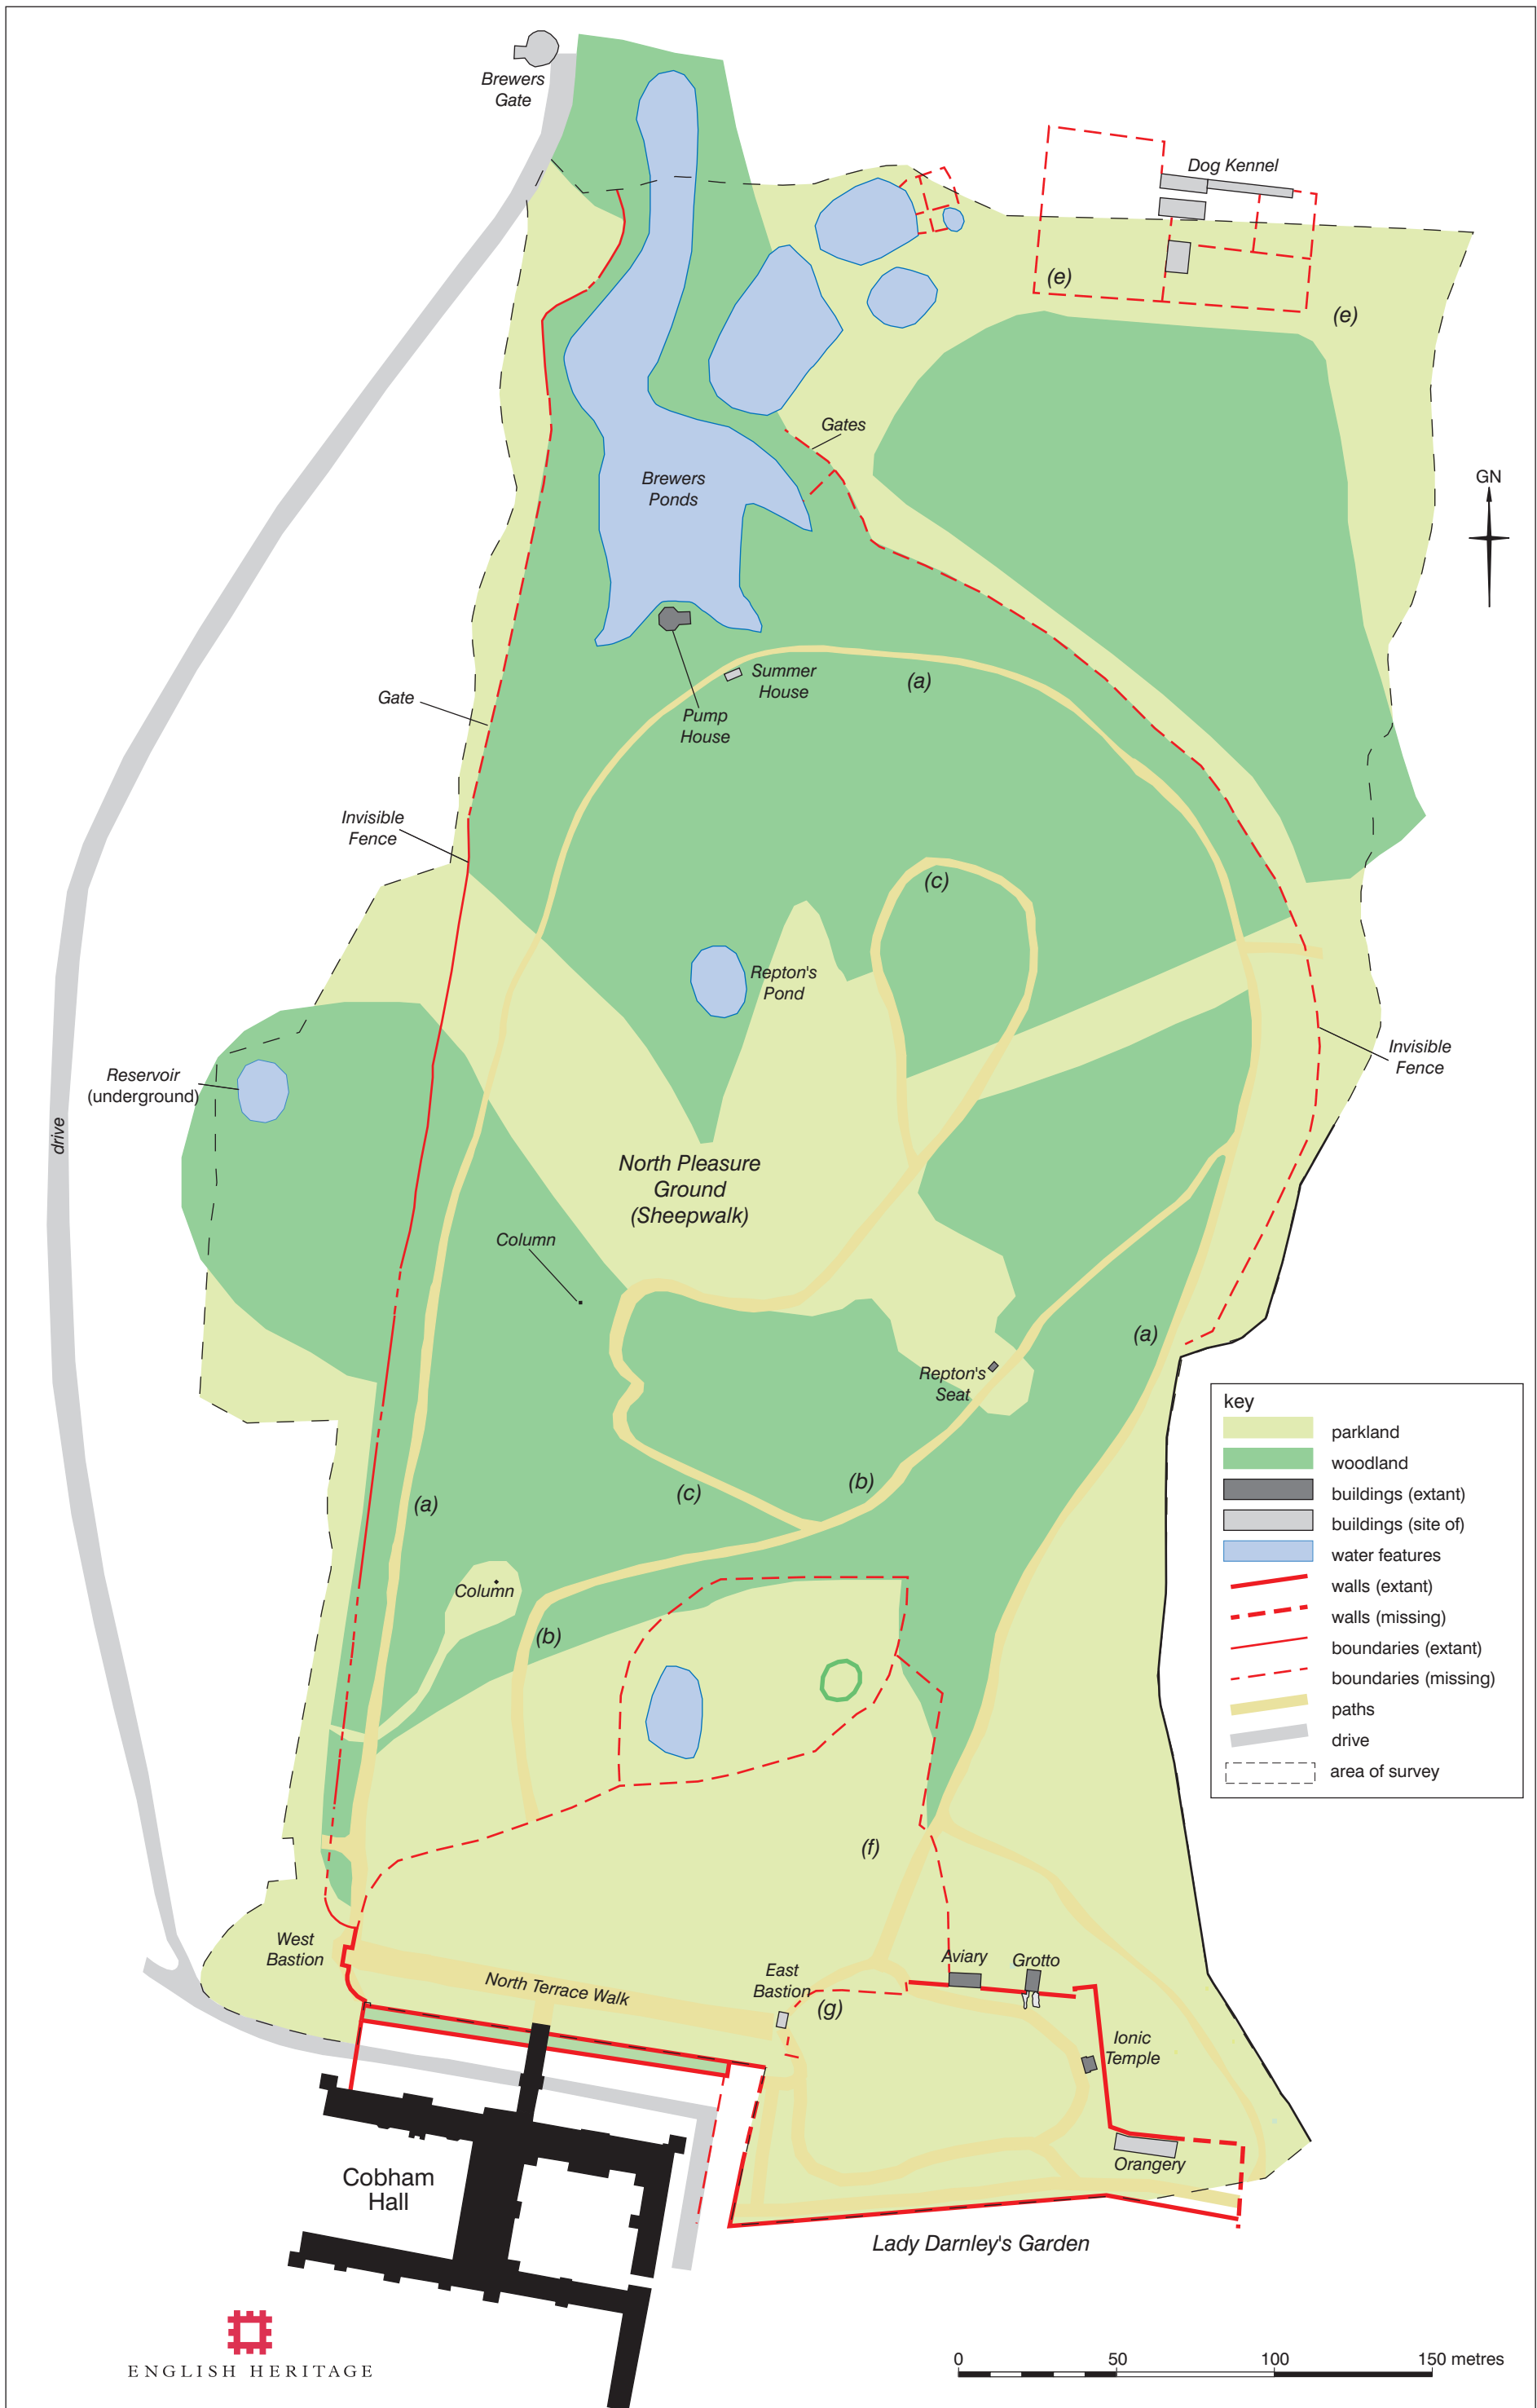 Brewers
Gate
Dog Kennel
(e)
(e)
Gates
Brewers
Ponds
GN
Summer
House
(a)
Gate
Pump
House
Invisible
Fence
(c)
Repton's
Pond
Invisible
Fence
Reservoir
(underground)
drive
North Pleasure
Ground
(Sheepwalk)
Column
(a)
Repton's
Seat
(b)
(c)
(a)
Column
(b)
(f)
West
Bastion
North Terrace Walk
East
Bastion
(g)
Aviary
Grotto
Ionic
Temple
Orangery
Cobham
Hall
Lady Darnley's Garden
key
parkland
woodland
buildings (extant)
buildings (site of)
water features
walls (extant)
walls (missing)
boundaries (extant)
boundaries (missing)
paths
drive
area of survey
ENGLISH HERITAGE
0 50 100 150 metres